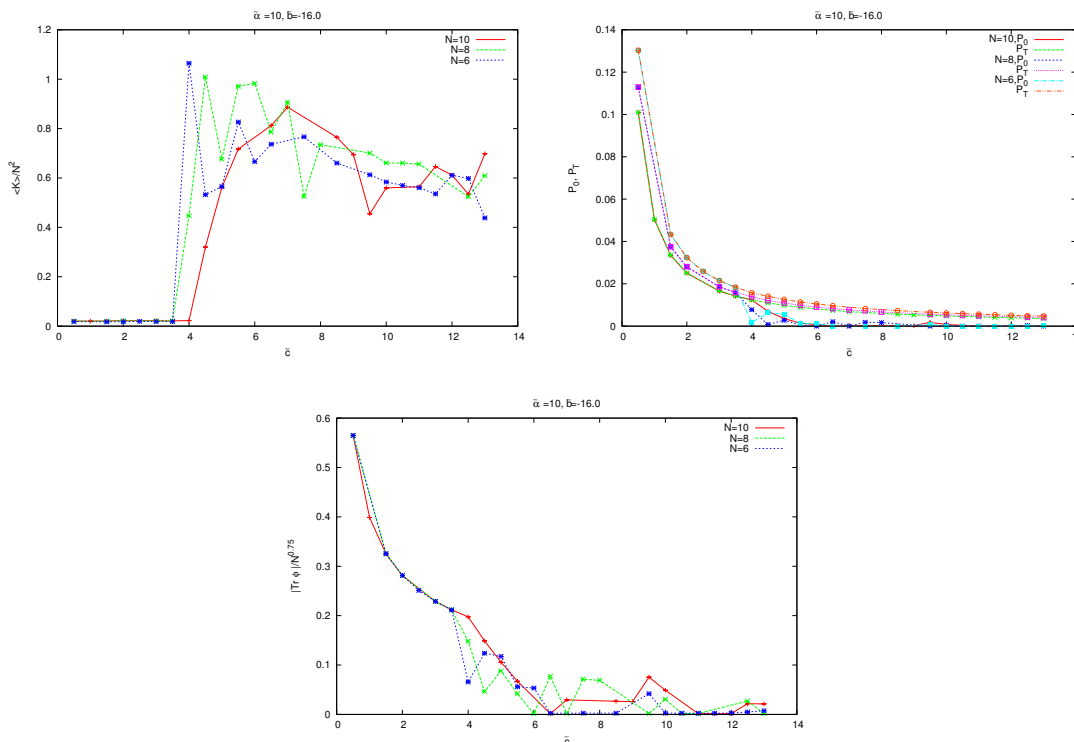 α̃ =10, b̃=-16.0
<K>/N²
1.4
1.2
1
0.8
0.6
0.4
0.2
0
0 2 4 6 8 10 12 14
c̃
N=10
N=8
N=6
α̃ =10, b̃=-16.0
P₀, P_T
0.14
0.12
0.1
0.08
0.06
0.04
0.02
0
0 2 4 6 8 10 12 14
c̃
N=10,P₀
P_T
N=8,P₀
P_T
N=6,P₀
P_T
α̃ =10, b̃=-16.0
|Tr ϕ |/N^0.75
0.6
0.5
0.4
0.3
0.2
0.1
0
0 2 4 6 8 10 12 14
N=10
N=8
N=6